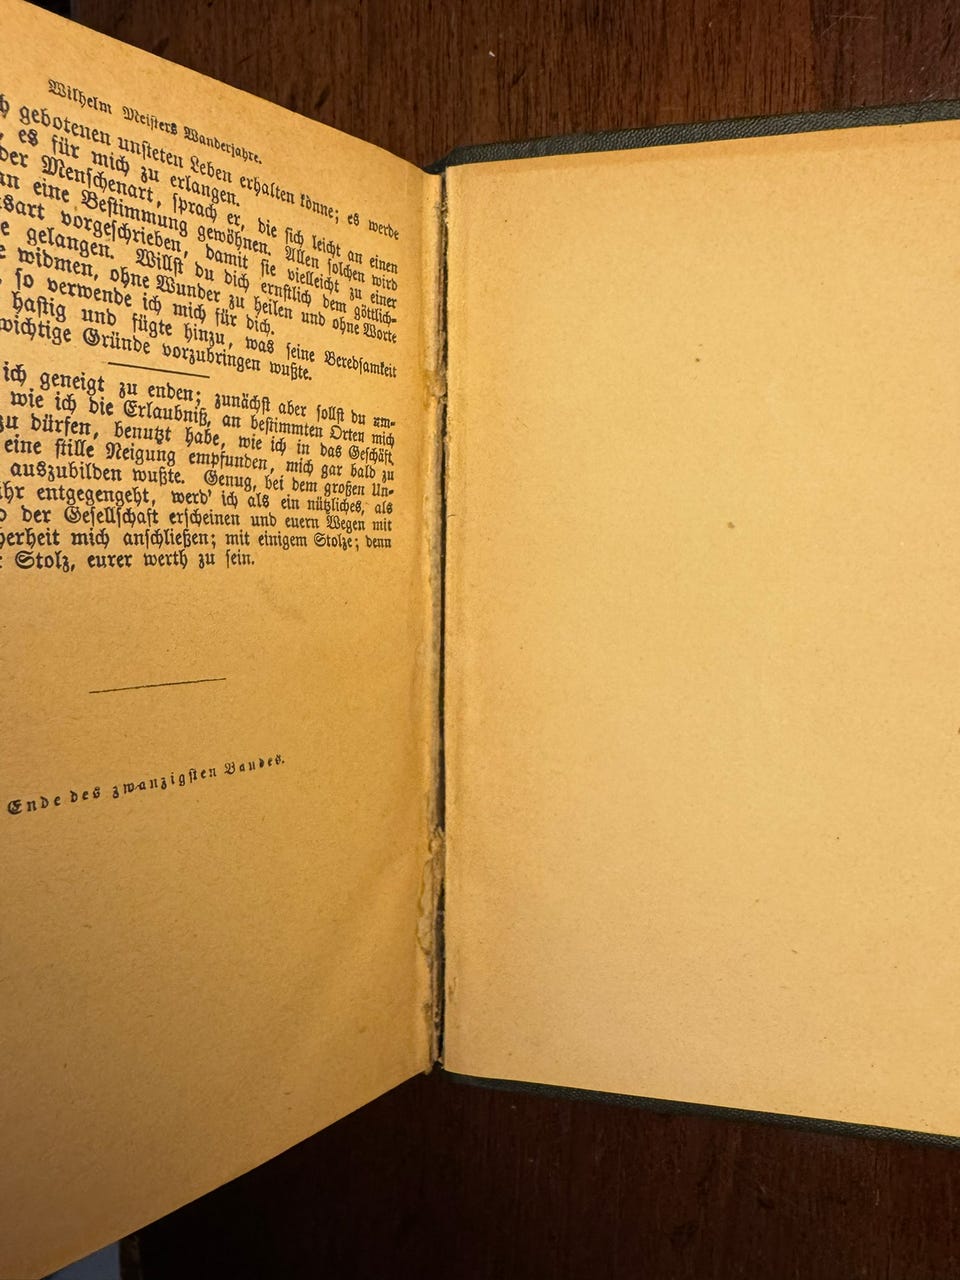 Wilhelm Meisters Wanderjahre.
gebotenen unsteten Leben erhalten könne; es werde
es für mich zu erlangen.
der Menschenart, sprach er, die sich leicht an einen
an eine Bestimmung gewöhnen. Allen solchen wird
sart vorgeschrieben, damit sie vielleicht zu einer
e gelangen. Willst du dich ernstlich dem göttlich-
e widmen, ohne Wunder zu heilen und ohne Worte
, so verwende ich mich für dich.
hastig und fügte hinzu, was seine Beredsamkeit
wichtige Gründe vorzubringen wußte.
ich geneigt zu enden; zunächst aber sollst du um-
wie ich die Erlaubniß, an bestimmten Orten mich
zu dürfen, benutzt habe, wie ich in das Geschäft,
eine stille Neigung empfunden, mich gar bald zu
auszubilden wußte. Genug, bei dem großen Un-
ihr entgegengeht, werd' ich als ein nützliches, als
o der Gesellschaft erscheinen und euern Wegen mit
herheit mich anschließen; mit einigem Stolze; denn
r Stolz, eurer werth zu sein.
Ende des zwanzigsten Bandes.